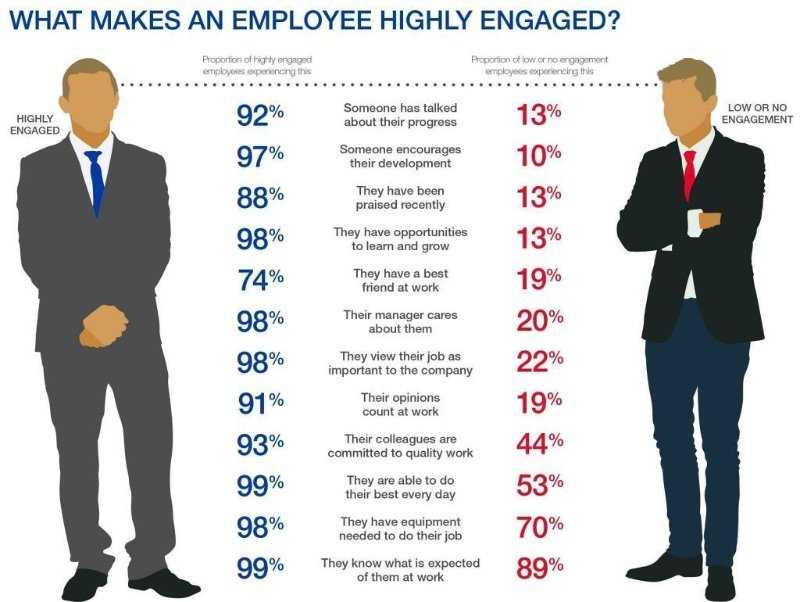 WHAT MAKES AN EMPLOYEE HIGHLY ENGAGED?
Proportion of highly engaged
employees experiencing this
Proportion of low or no engagement
employees experiencing this
HIGHLY
ENGAGED
LOW OR NO
ENGAGEMENT
92% Someone has talked 13%
about their progress
97% Someone encourages 10%
their development
88% They have been 13%
praised recently
98% They have opportunities 13%
to learn and grow
74% They have a best 19%
friend at work
98% Their manager cares 20%
about them
98% They view their job as 22%
important to the company
91% Their opinions 19%
count at work
93% Their colleagues are 44%
committed to quality work
99% They are able to do 53%
their best every day
98% They have equipment 70%
needed to do their job
99% They know what is expected 89%
of them at work